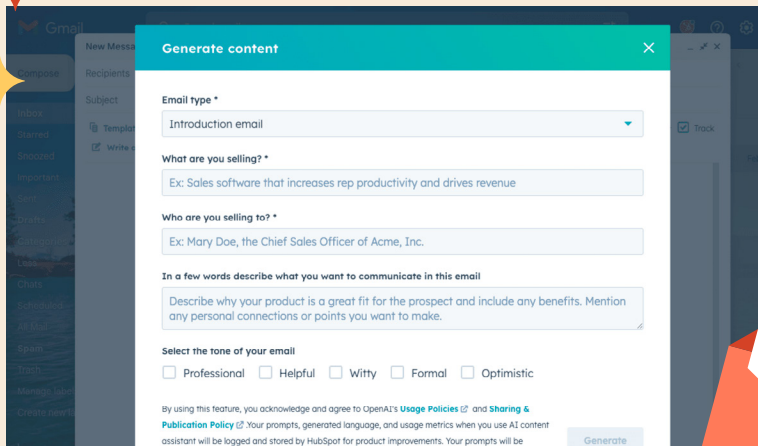 Gmail
New Messa
Generate content
Compose
Recipients
Subject
Email type *
Inbox
Starred
Snoozed
Important
Sent
Drafts
Categories
Chats
Scheduled
All Mail
Spam
Trash
Manage label
Create new l
Templat
Write e
Introduction email
Track
What are you selling? *
Ex: Sales software that increases rep productivity and drives revenue
Who are you selling to? *
Ex: Mary Doe, the Chief Sales Officer of Acme, Inc.
In a few words describe what you want to communicate in this email
Describe why your product is a great fit for the prospect and include any benefits. Mention
any personal connections or points you want to make.
Select the tone of your email
Professional Helpful Witty Formal Optimistic
By using this feature, you acknowledge and agree to OpenAI's Usage Policies and Sharing &
Publication Policy .Your prompts, generated language, and usage metrics when you use AI content
assistant will be logged and stored by HubSpot for product improvements. Your prompts will be
Generate